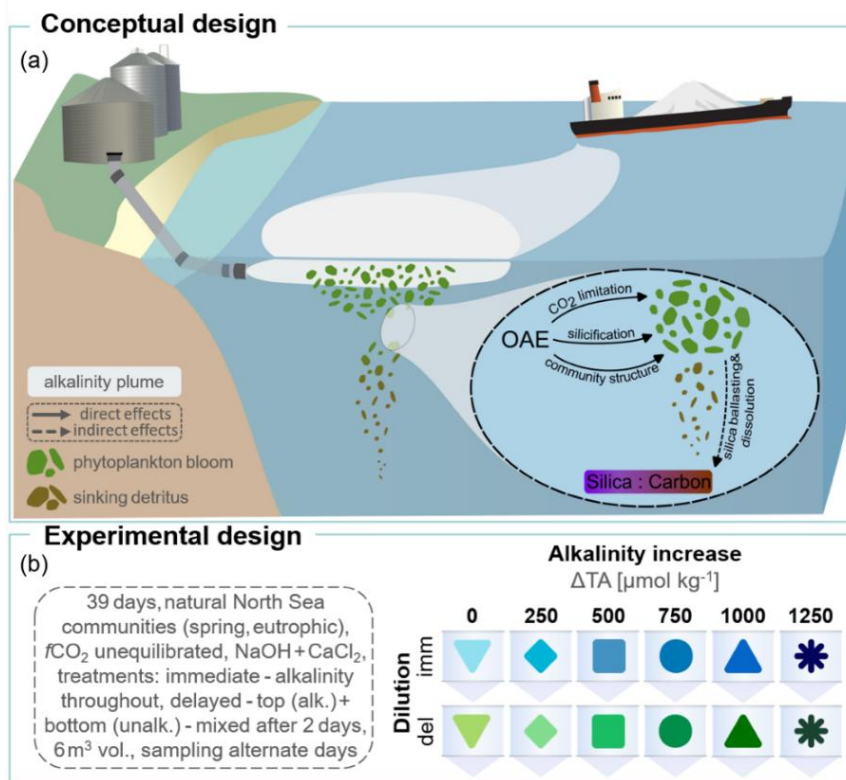 Conceptual design
(a)
CO₂ limitation
OAE
silicification
community structure
silica ballasting&
dissolution
Silica : Carbon
alkalinity plume
direct effects
indirect effects
phytoplankton bloom
sinking detritus
Experimental design
(b)
39 days, natural North Sea
communities (spring, eutrophic),
fCO₂ unequilibrated, NaOH + CaCl₂,
treatments: immediate - alkalinity
throughout, delayed - top (alk.) +
bottom (unalk.) - mixed after 2 days,
6 m³ vol., sampling alternate days
Alkalinity increase
ΔTA [µmol kg⁻¹]
0 250 500 750 1000 1250
Dilution
imm
del